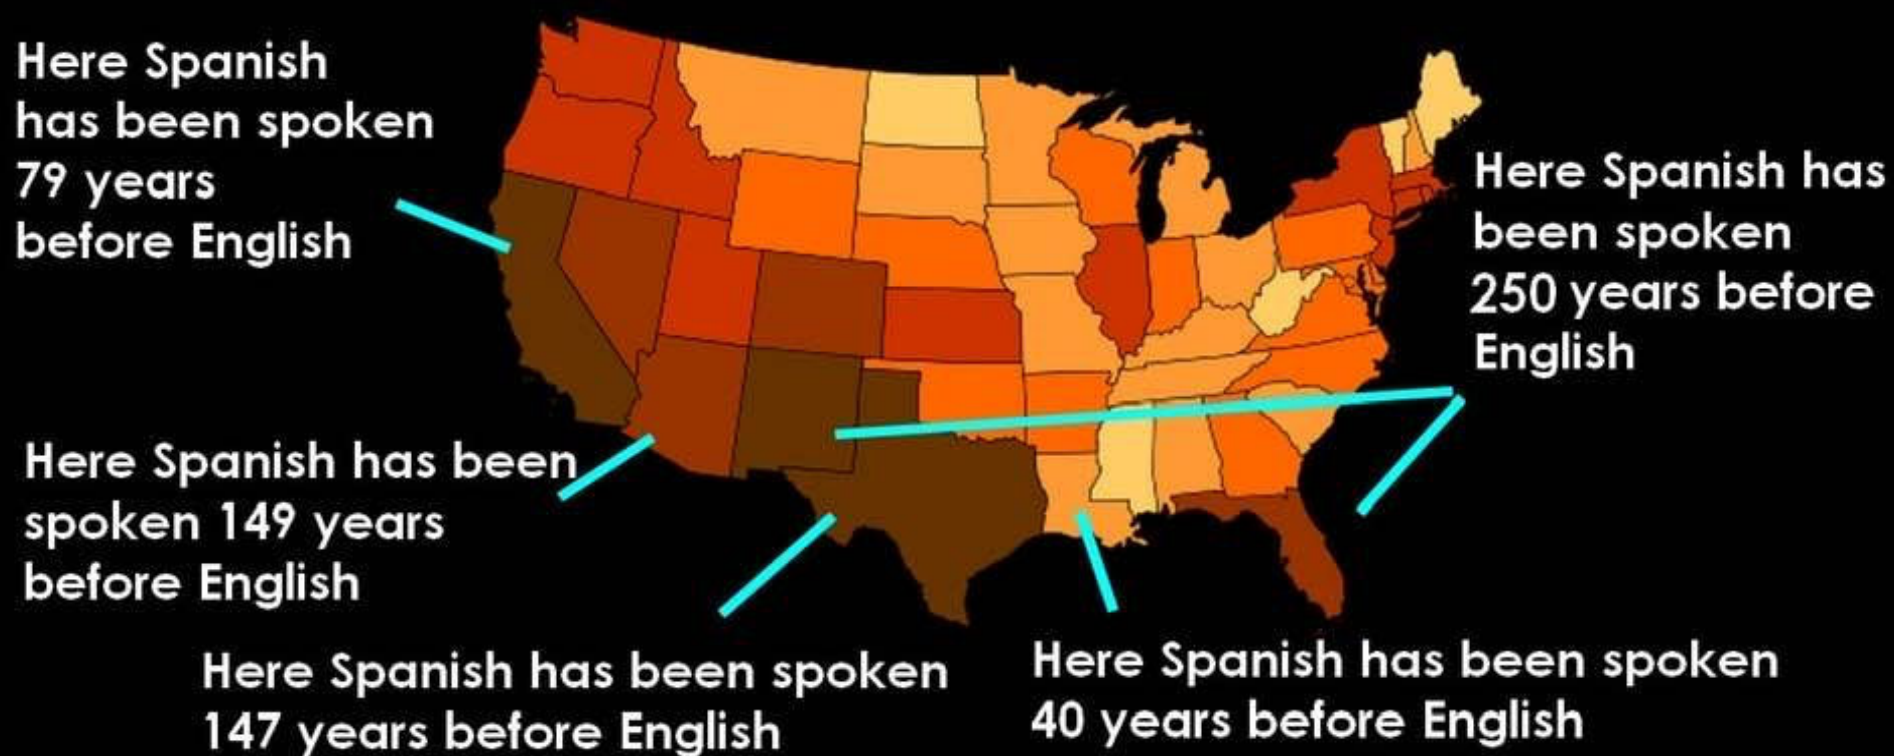 Here Spanish
has been spoken
79 years
before English
Here Spanish has
been spoken
250 years before
English
Here Spanish has been
spoken 149 years
before English
Here Spanish has been spoken
147 years before English
Here Spanish has been spoken
40 years before English